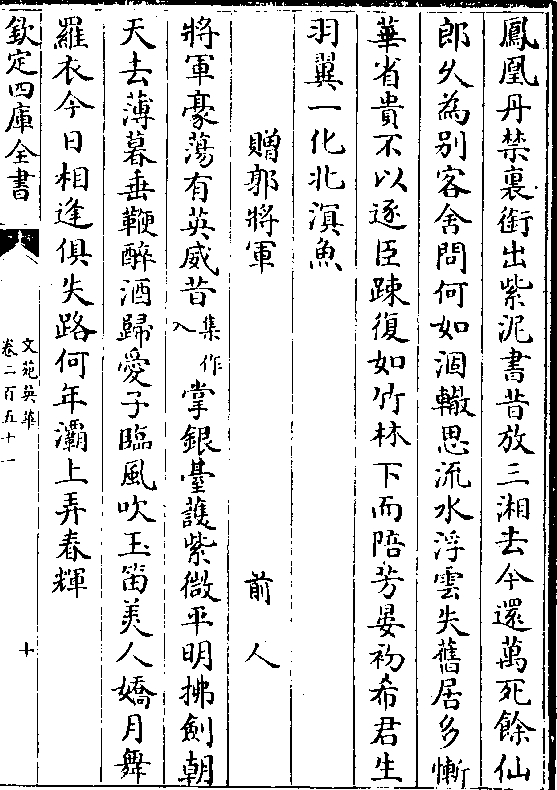 鳳凰丹禁裏銜出紫泥書昔放三湘去今還萬死餘仙
郎乆為别客舍問何如涸轍思流水浮雲失舊居多慚
華省貴不以逐臣踈復如竹林下而陪芳晏初希君生
羽翼一化北溟魚
贈郭將軍 前人
將軍豪蕩有英威昔集作入掌銀臺護紫微平明拂劍朝
天去薄暮垂鞭醉酒歸愛子臨風吹玉笛美人嬌月舞
羅衣今日相逢俱失路何年灞上弄春輝
欽定四庫全書
文苑英華
卷二百五十一
十